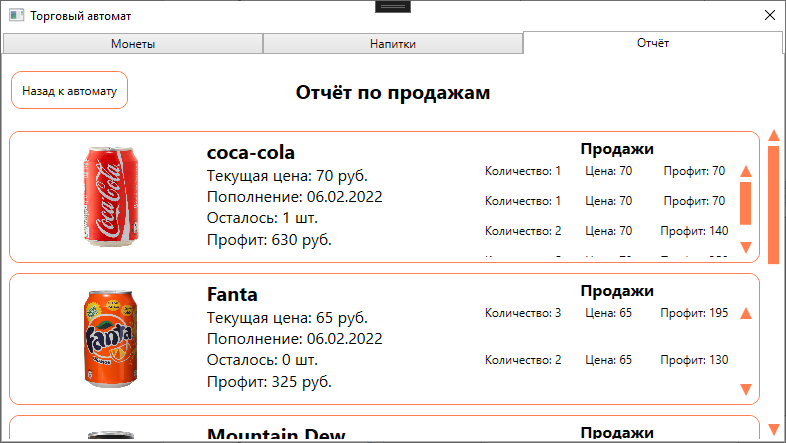 Торговый автомат
Монеты
Напитки
Отчёт
Назад к автомату
Отчёт по продажам
coca-cola
Текущая цена: 70 руб.
Пополнение: 06.02.2022
Осталось: 1 шт.
Профит: 630 руб.
Coca-Cola
Продажи
Количество: 1 Цена: 70 Профит: 70
Количество: 1 Цена: 70 Профит: 70
Количество: 2 Цена: 70 Профит: 140
Fanta
Текущая цена: 65 руб.
Пополнение: 06.02.2022
Осталось: 0 шт.
Профит: 325 руб.
Fanta
Продажи
Количество: 3 Цена: 65 Профит: 195
Количество: 2 Цена: 65 Профит: 130
Mountain Dew
Продажи